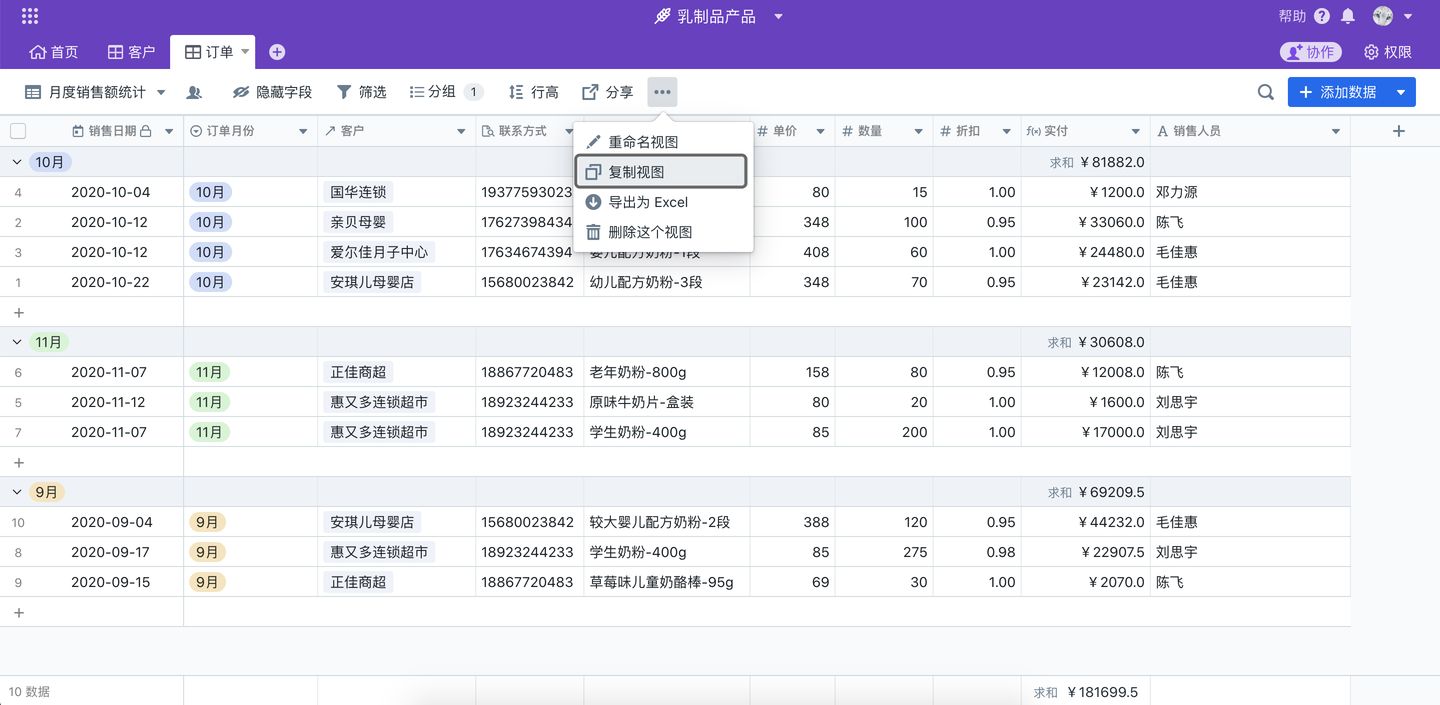 乳制品产品
帮助
首页 客户 订单 协作 权限
月度销售额统计 隐藏字段 筛选 分组 1 行高 分享 添加数据
销售日期 订单月份 客户 联系方式 单价 数量 折扣 f(x) 实付 A 销售人员
重命名视图
复制视图
导出为 Excel
删除这个视图
10月 求和 ¥81882.0
4 2020-10-04 10月 国华连锁 19377593023 80 15 1.00 ¥1200.0 邓力源
2 2020-10-12 10月 亲贝母婴 17627398434 348 100 0.95 ¥33060.0 陈飞
3 2020-10-12 10月 爱尔佳月子中心 17634674394 婴儿配方奶粉-1段 408 60 1.00 ¥24480.0 毛佳惠
1 2020-10-22 10月 安琪儿母婴店 15680023842 幼儿配方奶粉-3段 348 70 0.95 ¥23142.0 毛佳惠
11月 求和 ¥30608.0
6 2020-11-07 11月 正佳商超 18867720483 老年奶粉-800g 158 80 0.95 ¥12008.0 陈飞
5 2020-11-12 11月 惠又多连锁超市 18923244233 原味牛奶片-盒装 80 20 1.00 ¥1600.0 刘思宇
7 2020-11-07 11月 惠又多连锁超市 18923244233 学生奶粉-400g 85 200 1.00 ¥17000.0 刘思宇
9月 求和 ¥69209.5
10 2020-09-04 9月 安琪儿母婴店 15680023842 较大婴儿配方奶粉-2段 388 120 0.95 ¥44232.0 毛佳惠
8 2020-09-17 9月 惠又多连锁超市 18923244233 学生奶粉-400g 85 275 0.98 ¥22907.5 刘思宇
9 2020-09-15 9月 正佳商超 18867720483 草莓味儿童奶酪棒-95g 69 30 1.00 ¥2070.0 陈飞
10 数据 求和 ¥181699.5